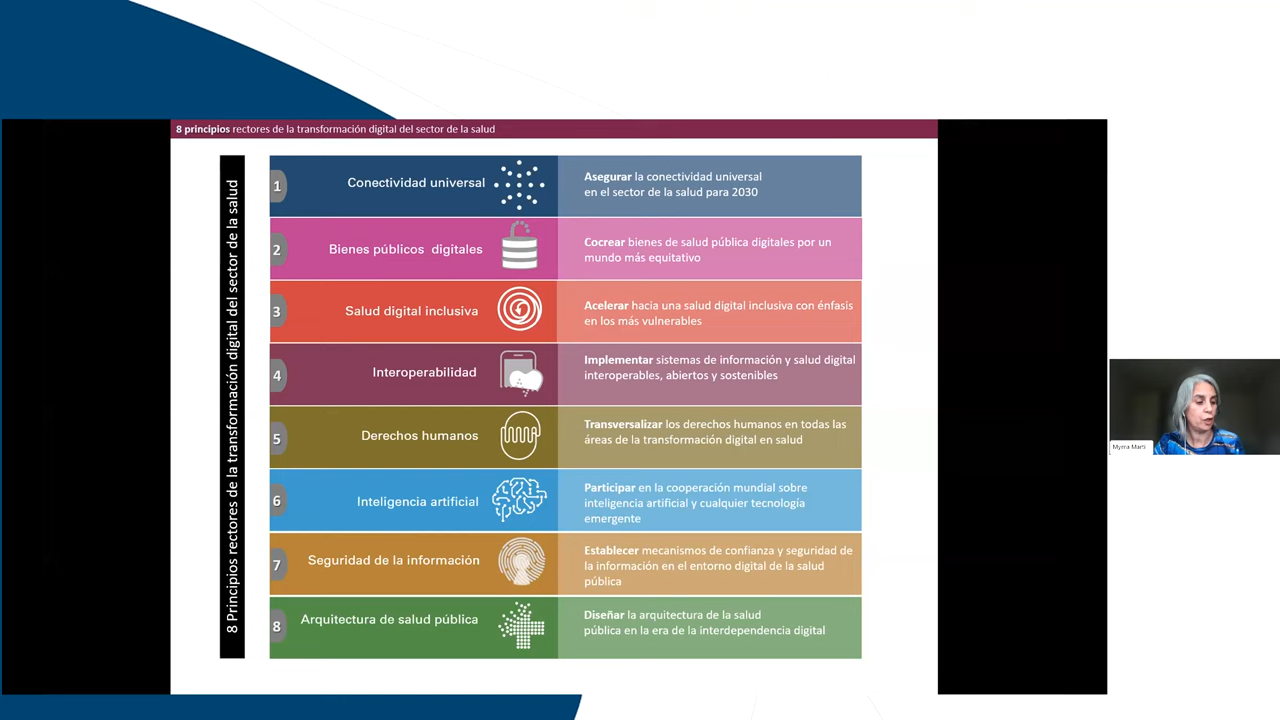 8 principios rectores de la transformación digital del sector de la salud
8 Principios rectores de la transformación digital del sector de la salud
1
Conectividad universal
Asegurar la conectividad universal
en el sector de la salud para 2030
2
Bienes públicos digitales
Cocrear bienes de salud pública digitales por un
mundo más equitativo
3
Salud digital inclusiva
Acelerar hacia una salud digital inclusiva con énfasis
en los más vulnerables
4
Interoperabilidad
Implementar sistemas de información y salud digital
interoperables, abiertos y sostenibles
5
Derechos humanos
Transversalizar los derechos humanos en todas las
áreas de la transformación digital en salud
6
Inteligencia artificial
Participar en la cooperación mundial sobre
inteligencia artificial y cualquier tecnología
emergente
7
Seguridad de la información
Establecer mecanismos de confianza y seguridad de
la información en el entorno digital de la salud
pública
8
Arquitectura de salud pública
Diseñar la arquitectura de la salud
pública en la era de la interdependencia digital
Myrna Marti